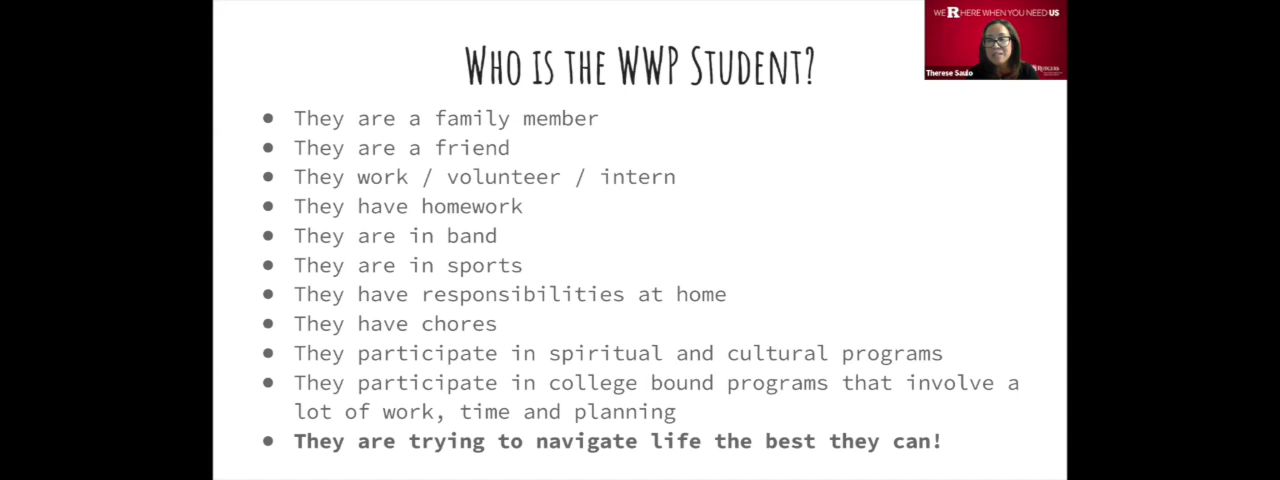 WE R HERE WHEN YOU NEED US
Therese Saulo
RUTGERS
WHO IS THE WWP STUDENT?
● They are a family member
● They are a friend
● They work / volunteer / intern
● They have homework
● They are in band
● They are in sports
● They have responsibilities at home
● They have chores
● They participate in spiritual and cultural programs
● They participate in college bound programs that involve a
lot of work, time and planning
● They are trying to navigate life the best they can!